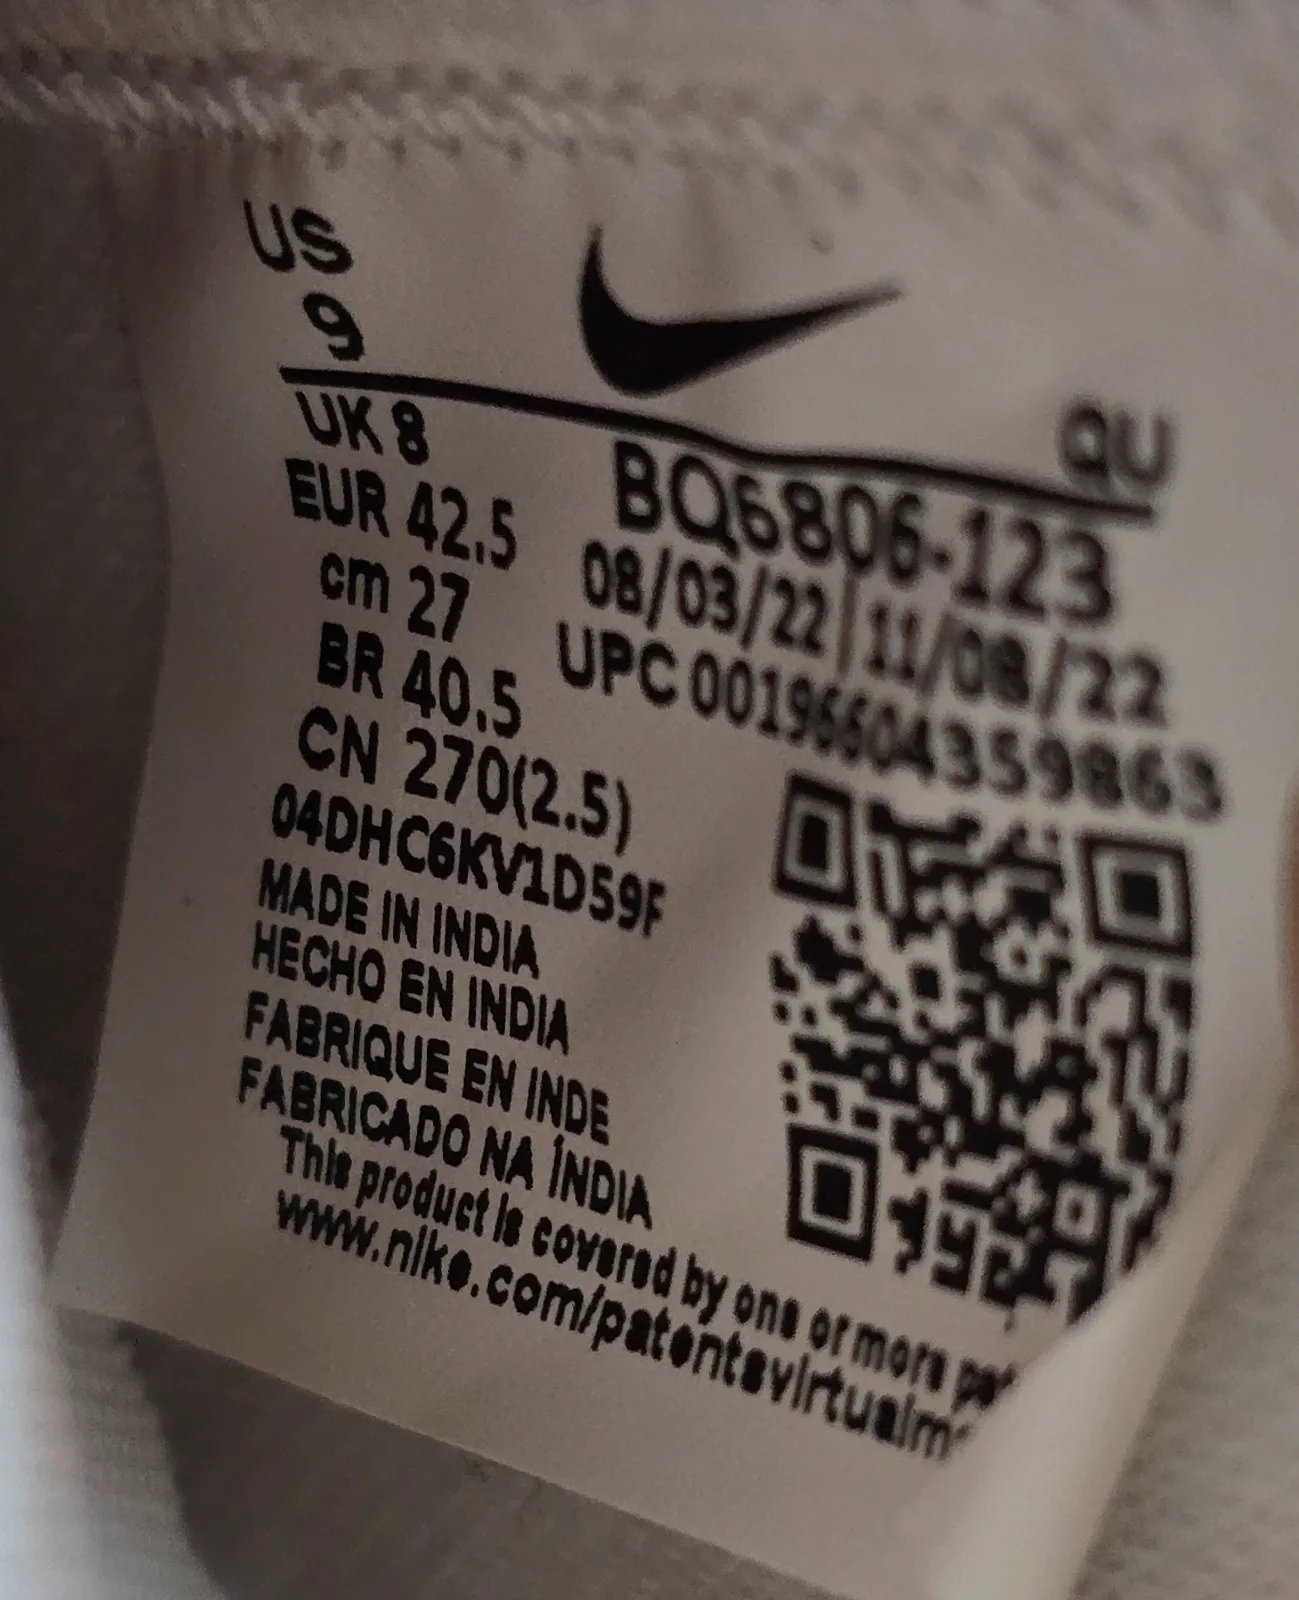 US
9
UK 8
EUR 42.5
cm 27
BR 40.5
CN 270(2.5)
04DHC6KV1D59F
MADE IN INDIA
HECHO EN INDIA
FABRIQUE EN INDE
FABRICADO NA ÍNDIA
This product is covered by one or more
www.nike.com/patentsvirtualm
QU
BQ6806-123
08/03/22|11/08/22
UPC 00196604359863